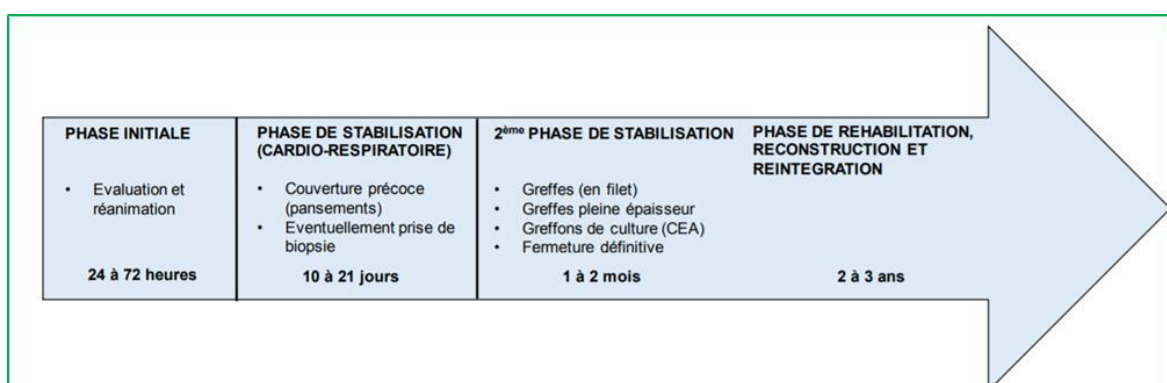 PHASE INITIALE
• Evaluation et
réanimation
24 à 72 heures
PHASE DE STABILISATION
(CARDIO-RESPIRATOIRE)
• Couverture précoce
(pansements)
• Eventuellement prise de
biopsie
10 à 21 jours
2ème PHASE DE STABILISATION
• Greffes (en filet)
• Greffes pleine épaisseur
• Greffons de culture (CEA)
• Fermeture définitive
1 à 2 mois
PHASE DE REHABILITATION,
RECONSTRUCTION ET
REINTEGRATION
2 à 3 ans